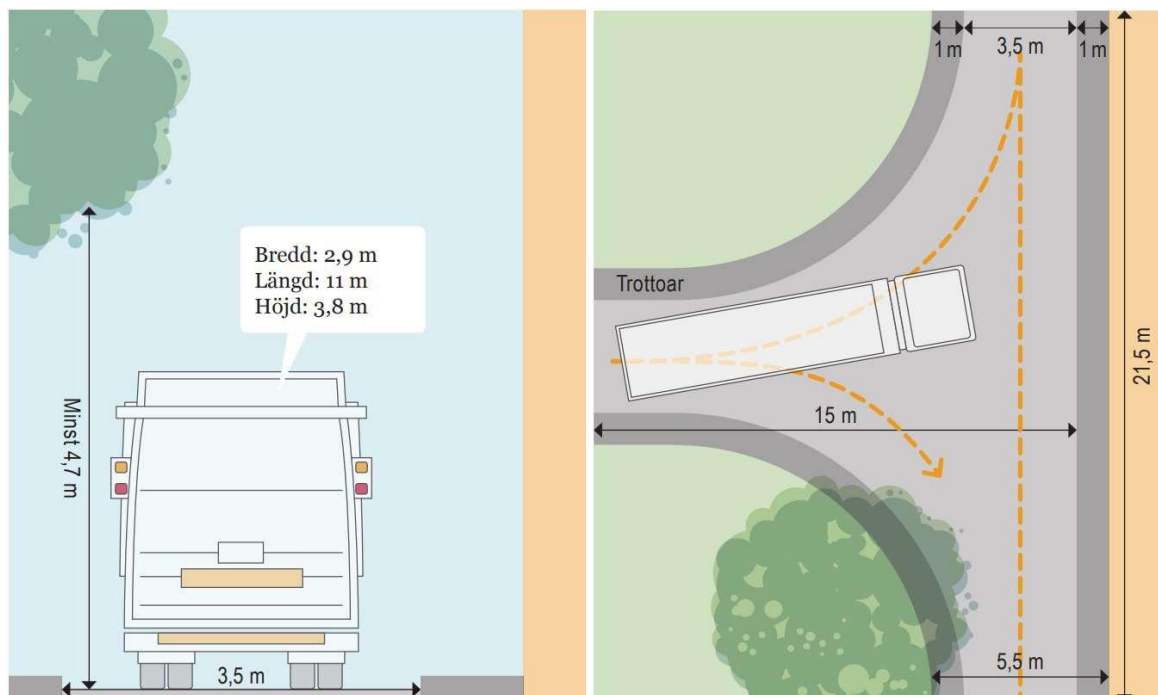 Bredd: 2,9 m
Längd: 11 m
Höjd: 3,8 m
Minst 4,7 m
3,5 m
1 m
3,5 m
1 m
Trottoar
15 m
21,5 m
5,5 m